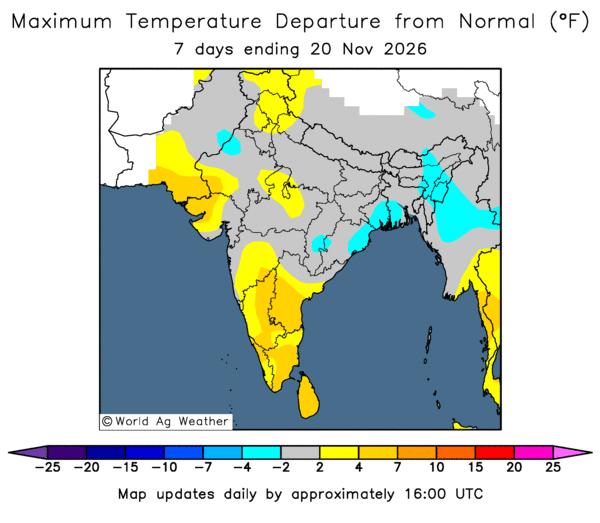 Maximum Temperature Departure from Normal (°F)
7 days ending 20 Nov 2026
©World Ag Weather
-25 -20 -15 -10 -7 -4 -2 2 4 7 10 15 20 25
Map updates daily by approximately 16:00 UTC